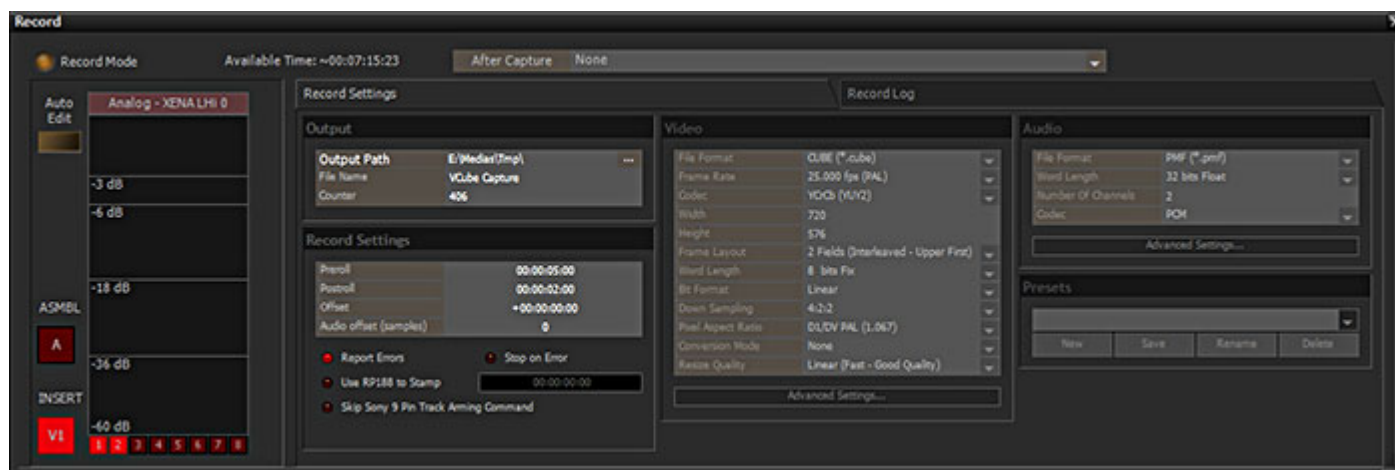 Record
Record Mode
Available Time: ~00:07:15:23
After Capture None
Auto Edit
Analog - XENA LHi 0
-3 dB
-6 dB
-18 dB
-36 dB
-60 dB
ASMBL
A
INSERT
V1
1 2 3 4 5 6 7 8
Record Settings
Record Log
Output
Output Path E:\Medias\Tmp\ ...
File Name VCube Capture
Counter 406
Record Settings
Preroll 00:00:05:00
Postroll 00:00:02:00
Offset +00:00:00:00
Audio offset (samples) 0
Report Errors
Stop on Error
Use RP188 to Stamp 00:00:00:00
Skip Sony 9 Pin Track Arming Command
Video
File Format CUBE (*.cube)
Frame Rate 25.000 fps (PAL)
Codec YCrCb (YUY2)
Width 720
Height 576
Frame Layout 2 Fields (Interleaved - Upper First)
Word Length 8 bits Fix
Bit Format Linear
Down Sampling 4:2:2
Pixel Aspect Ratio D1/DV PAL (1.067)
Conversion Mode None
Resize Quality Linear (Fast - Good Quality)
Advanced Settings...
Audio
File Format PMF (*.pmf)
Word Length 32 bits Float
Number Of Channels 2
Codec PCM
Advanced Settings...
Presets
New Save Rename Delete